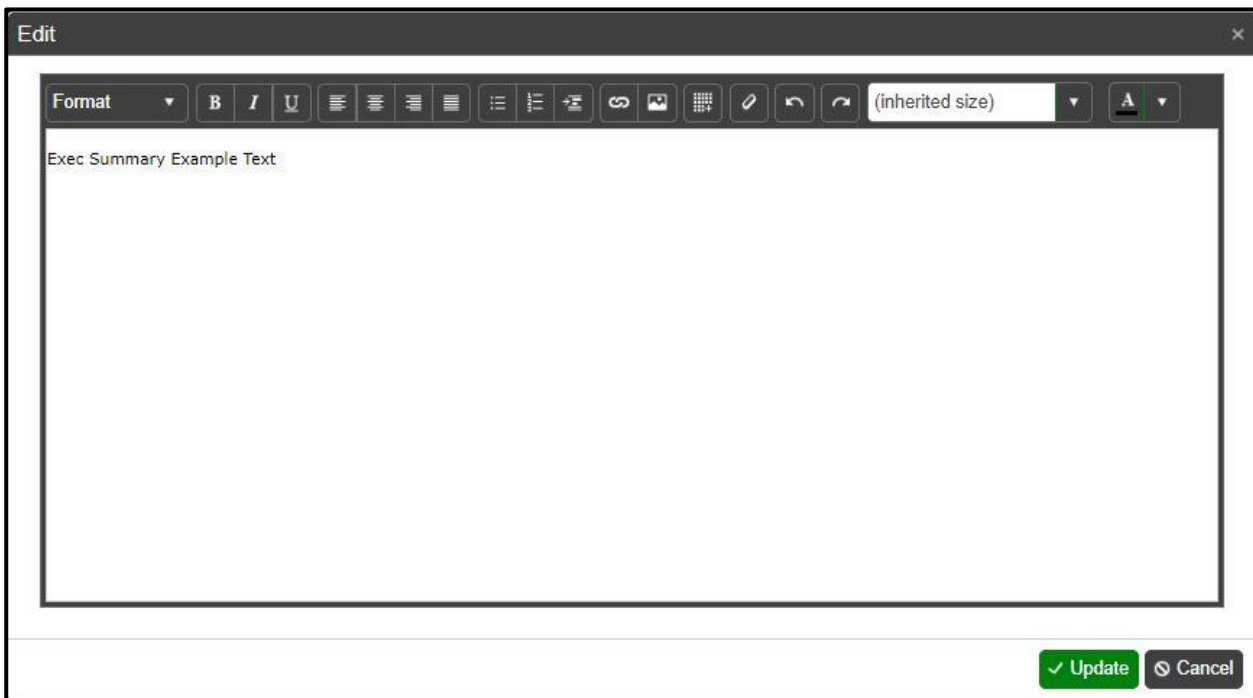 Edit
Format B I U (inherited size) A
Exec Summary Example Text
Update Cancel